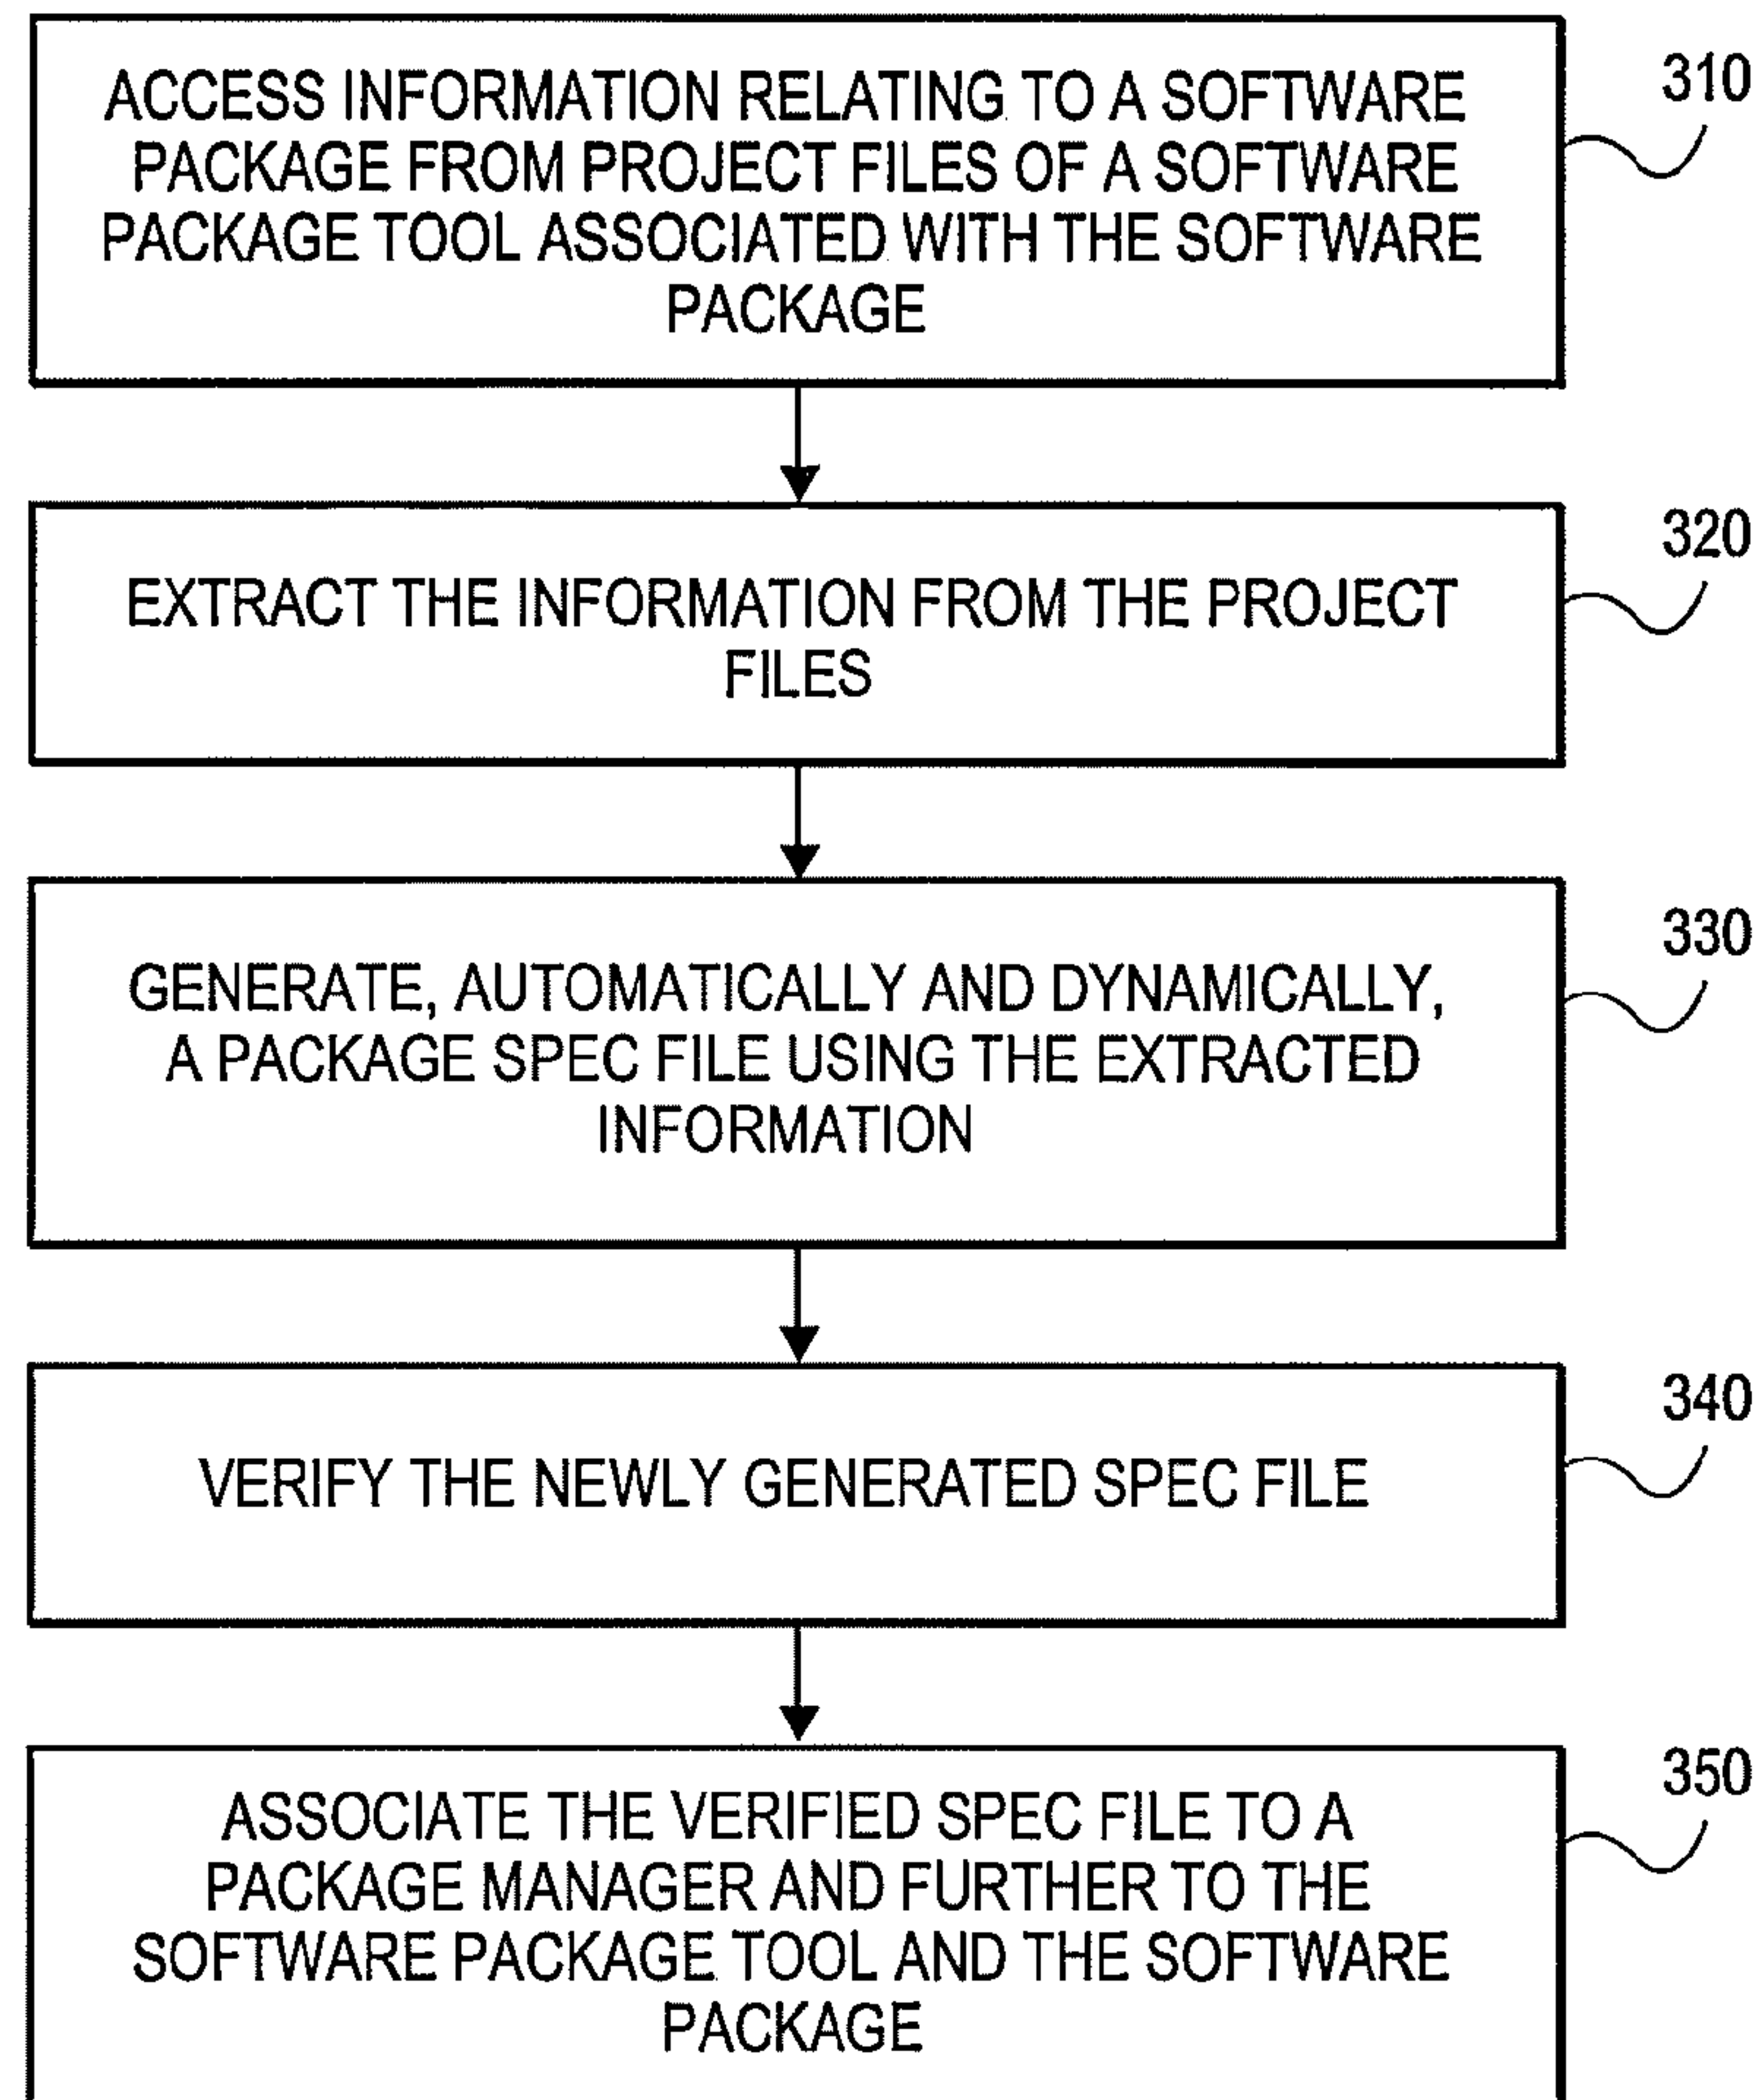 ACCESS INFORMATION RELATING TO A SOFTWARE
PACKAGE FROM PROJECT FILES OF A SOFTWARE
PACKAGE TOOL ASSOCIATED WITH THE SOFTWARE
PACKAGE
310
EXTRACT THE INFORMATION FROM THE PROJECT
FILES
320
GENERATE, AUTOMATICALLY AND DYNAMICALLY,
A PACKAGE SPEC FILE USING THE EXTRACTED
INFORMATION
330
VERIFY THE NEWLY GENERATED SPEC FILE
340
ASSOCIATE THE VERIFIED SPEC FILE TO A
PACKAGE MANAGER AND FURTHER TO THE
SOFTWARE PACKAGE TOOL AND THE SOFTWARE
PACKAGE
350